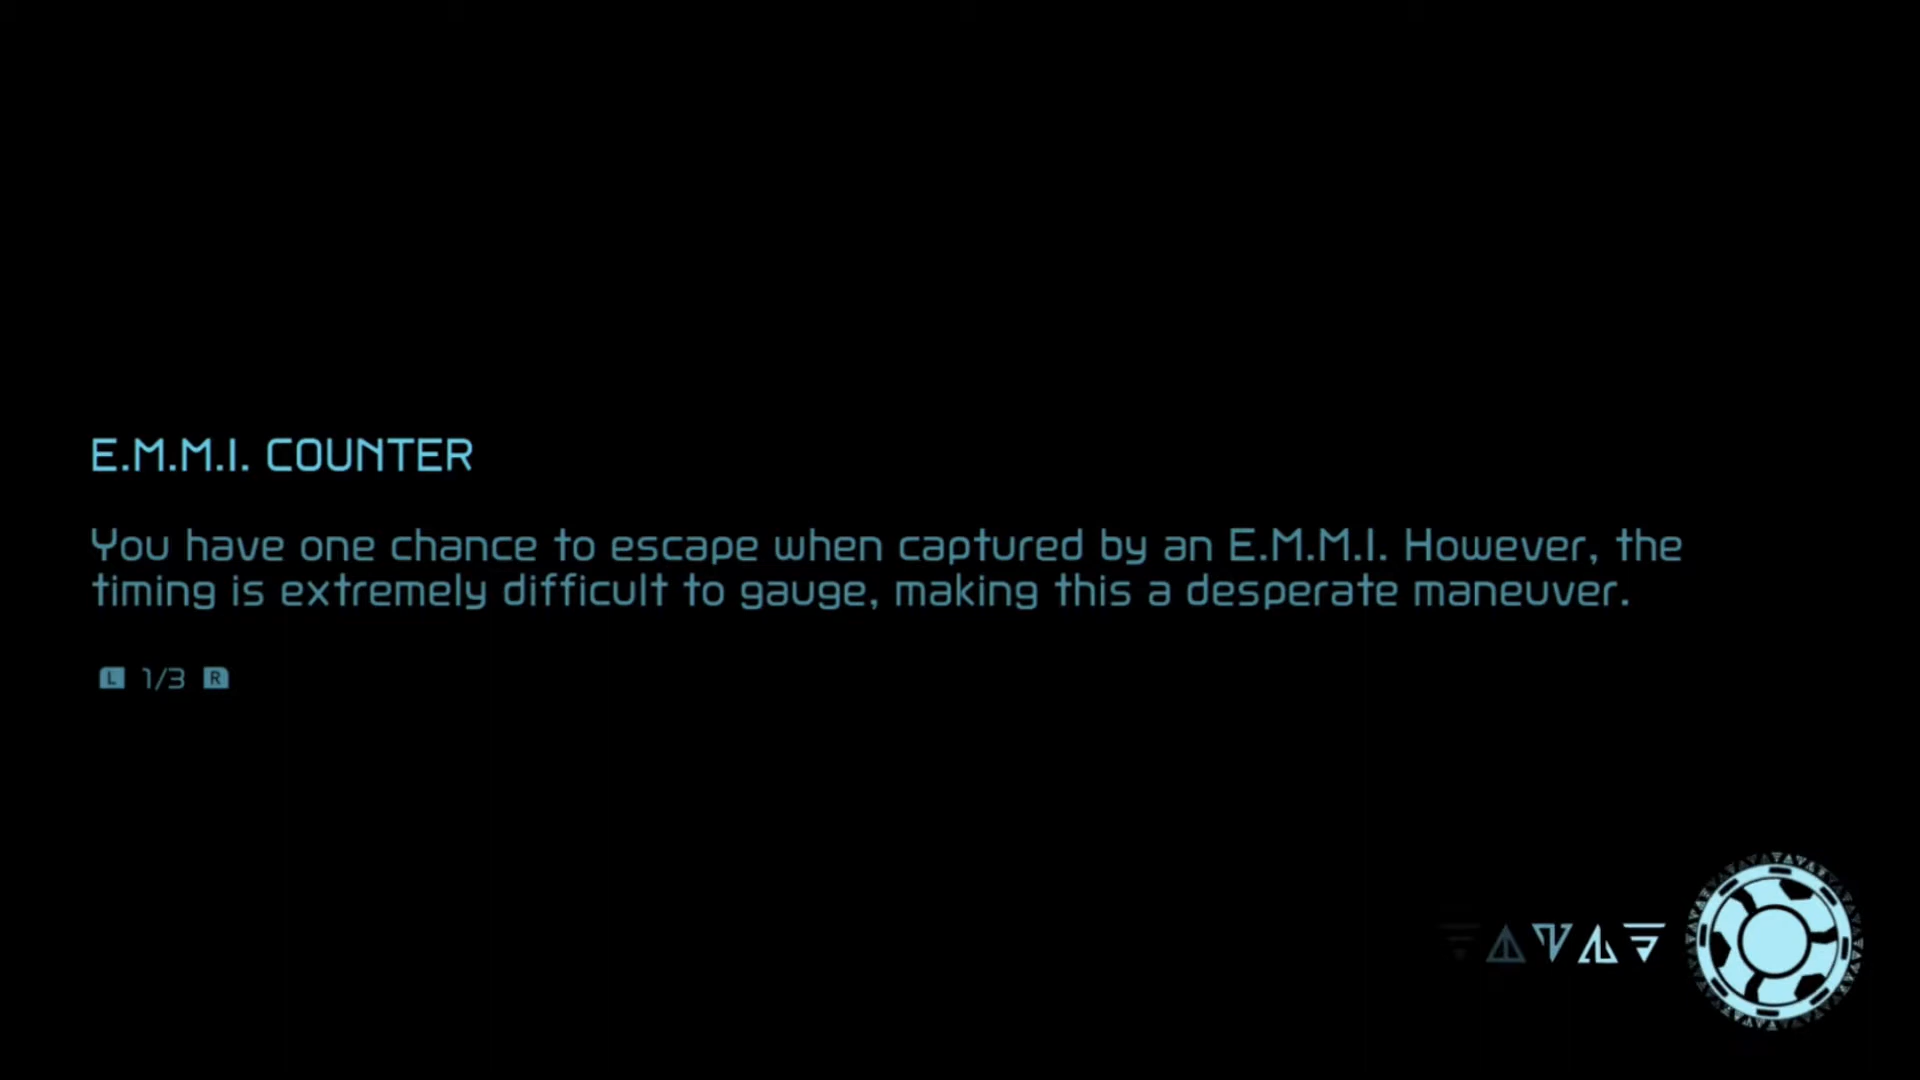 E.M.M.I. COUNTER
You have one chance to escape when captured by an E.M.M.I. However, the
timing is extremely difficult to gauge, making this a desperate maneuver.
L 1/3 R